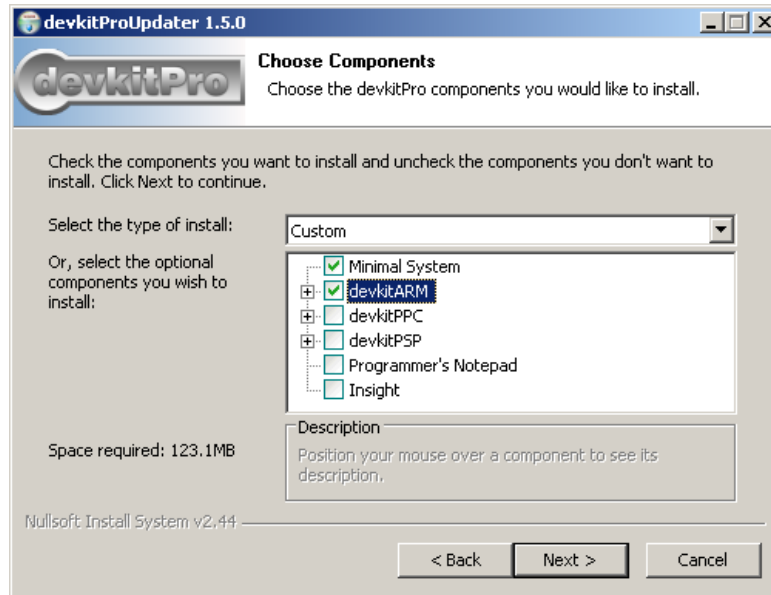 devkitProUpdater 1.5.0
devkitPro
Choose Components
Choose the devkitPro components you would like to install.
Check the components you want to install and uncheck the components you don't want to
install. Click Next to continue.
Select the type of install:
Custom
Or, select the optional
components you wish to
install:
Minimal System
devkitARM
devkitPPC
devkitPSP
Programmer's Notepad
Insight
Space required: 123.1MB
Description
Position your mouse over a component to see its
description.
Nullsoft Install System v2.44
< Back
Next >
Cancel